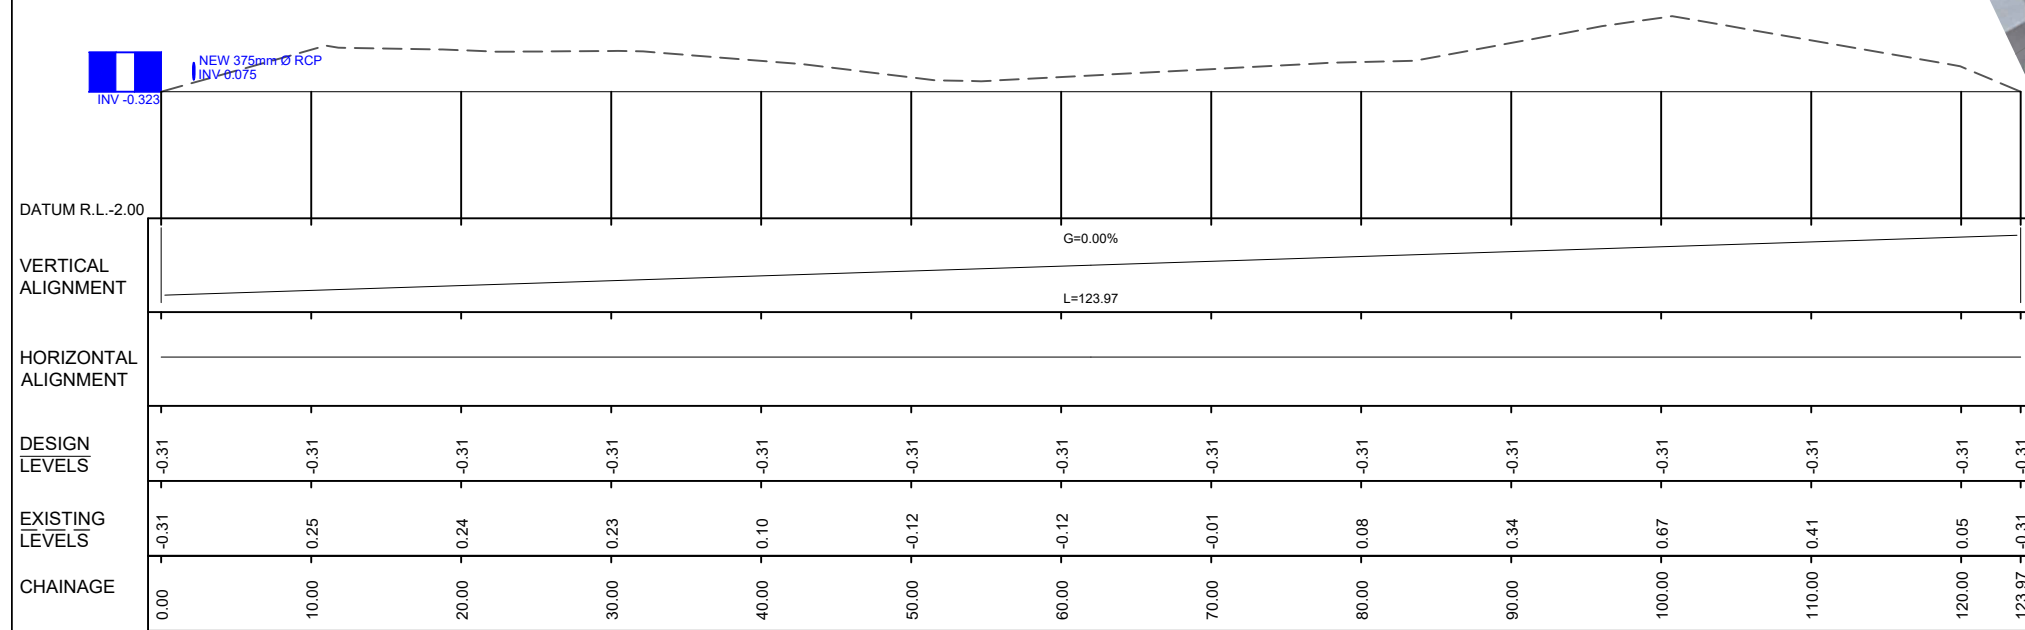 NEW 375mm Ø RCP
INV 0.075
INV -0.323
DATUM R.L.-2.00
G=0.00%
VERTICAL
ALIGNMENT
L=123.97
HORIZONTAL
ALIGNMENT
DESIGN
LEVELS
-0.31 -0.31 -0.31 -0.31 -0.31 -0.31 -0.31 -0.31 -0.31 -0.31 -0.31 -0.31 -0.31 -0.31
EXISTING
LEVELS
-0.31 0.25 0.24 0.23 0.10 -0.12 -0.12 -0.01 0.08 0.34 0.67 0.41 0.05 -0.31
CHAINAGE
0.00 10.00 20.00 30.00 40.00 50.00 60.00 70.00 80.00 90.00 100.00 110.00 120.00 123.97